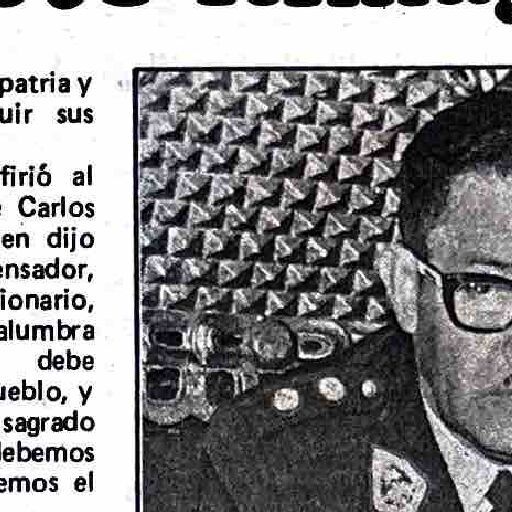 patria y
uir sus
firió al
Carlos
en dijo
ensador,
ionario,
alumbra
debe
ueblo, y
sagrado
debemos
emos el